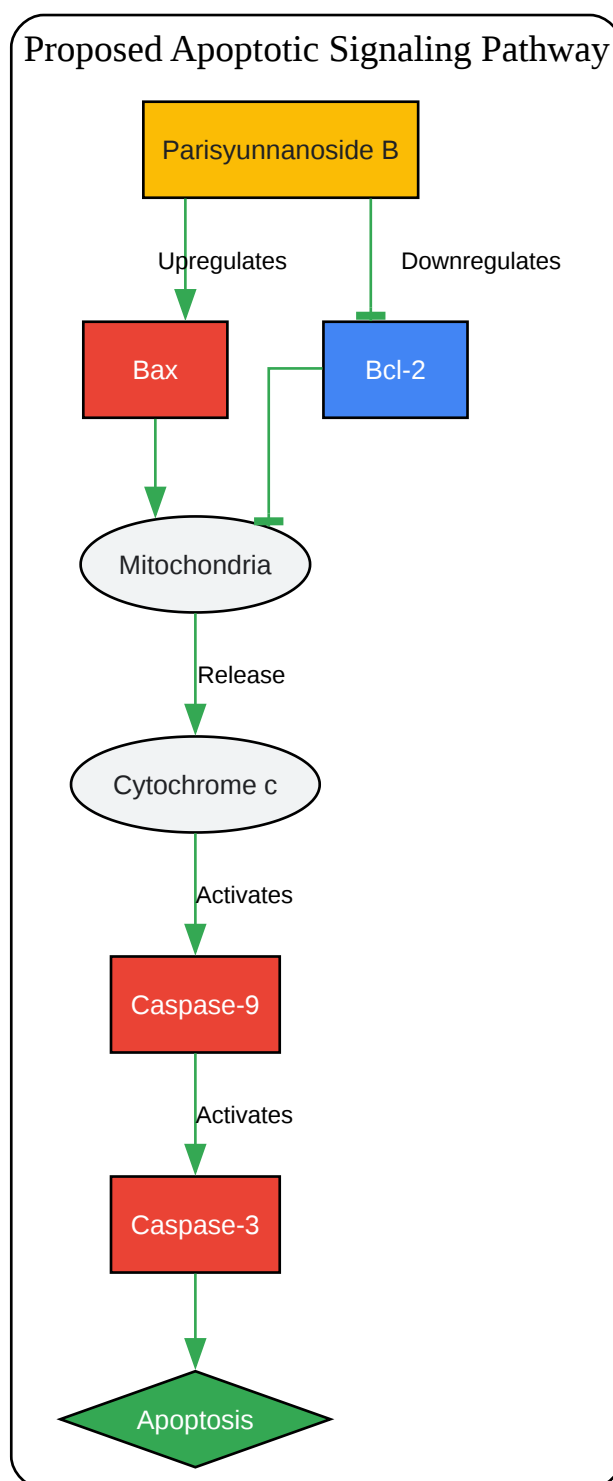 Proposed Apoptotic Signaling Pathway
Parisyunnanoside B
Upregulates
Downregulates
Bax
Bcl-2
Mitochondria
Release
Cytochrome c
Activates
Caspase-9
Activates
Caspase-3
Apoptosis